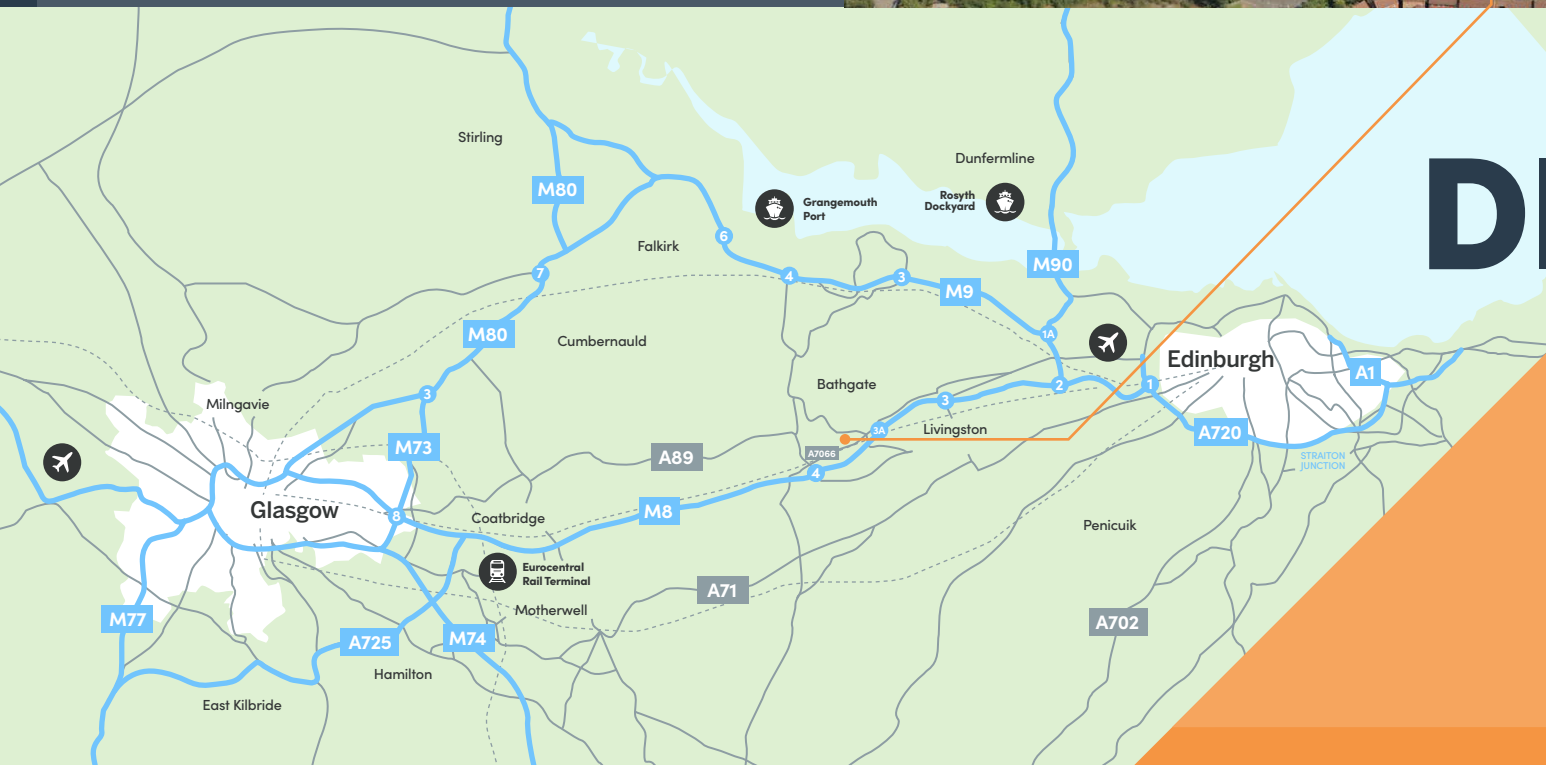 Stirling
Dunfermline
M80
Grangemouth
Port
Rosyth
Dockyard
D
Falkirk
6
M90
7
4
3
M9
M80
Cumbernauld
1A
Edinburgh
A1
Bathgate
2
1
3
3
Milngavie
Livingston
3A
A720
M73
A89
A7066
STRAITON
JUNCTION
4
Glasgow
8
Coatbridge
M8
Penicuik
Eurocentral
Rail Terminal
A71
Motherwell
M77
A725
M74
A702
Hamilton
East Kilbride